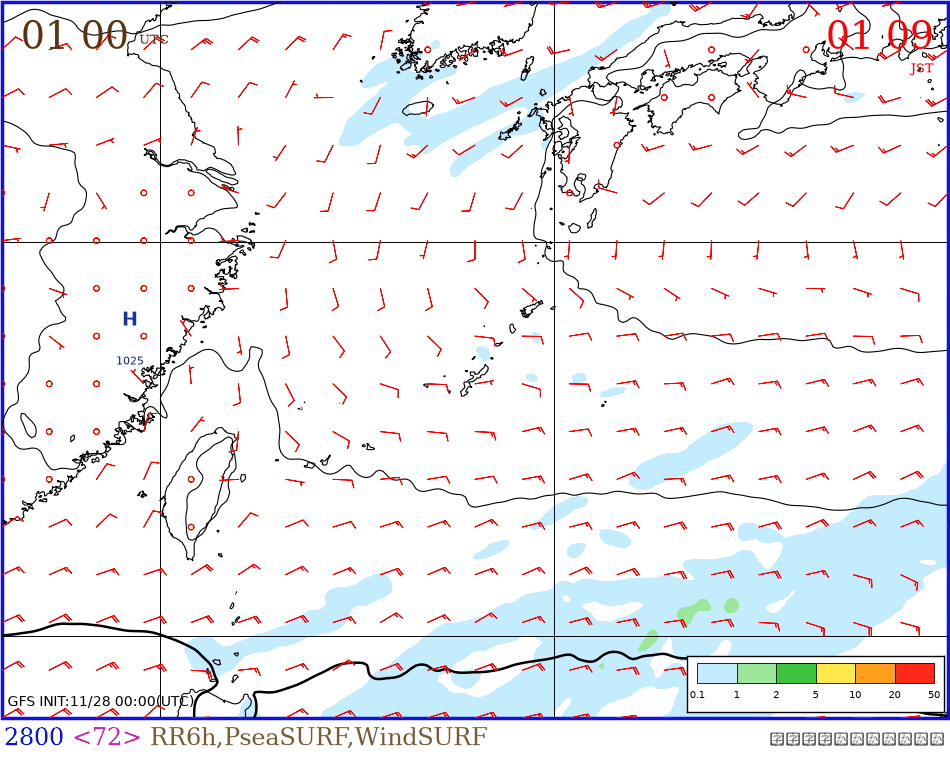 01 00 UTC
01 09
JST
H
1025
GFS INIT:11/28 00:00(UTC)
0.1 1 2 5 10 20 50
2800 <72> RR6h,PseaSURF,WindSURF